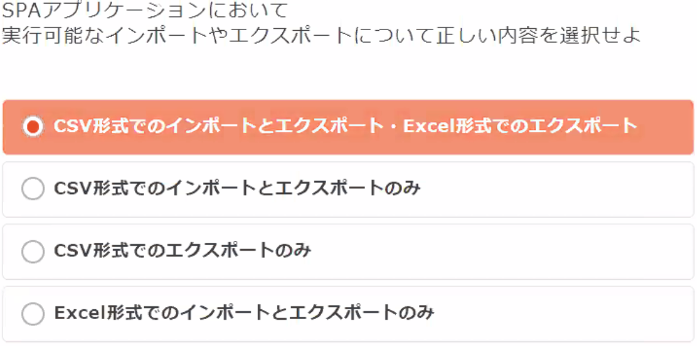 SPAアプリケーションにおいて
実行可能なインポートやエクスポートについて正しい内容を選択せよ
CSV形式でのインポートとエクスポート・Excel形式でのエクスポート
CSV形式でのインポートとエクスポートのみ
CSV形式でのエクスポートのみ
Excel形式でのインポートとエクスポートのみ